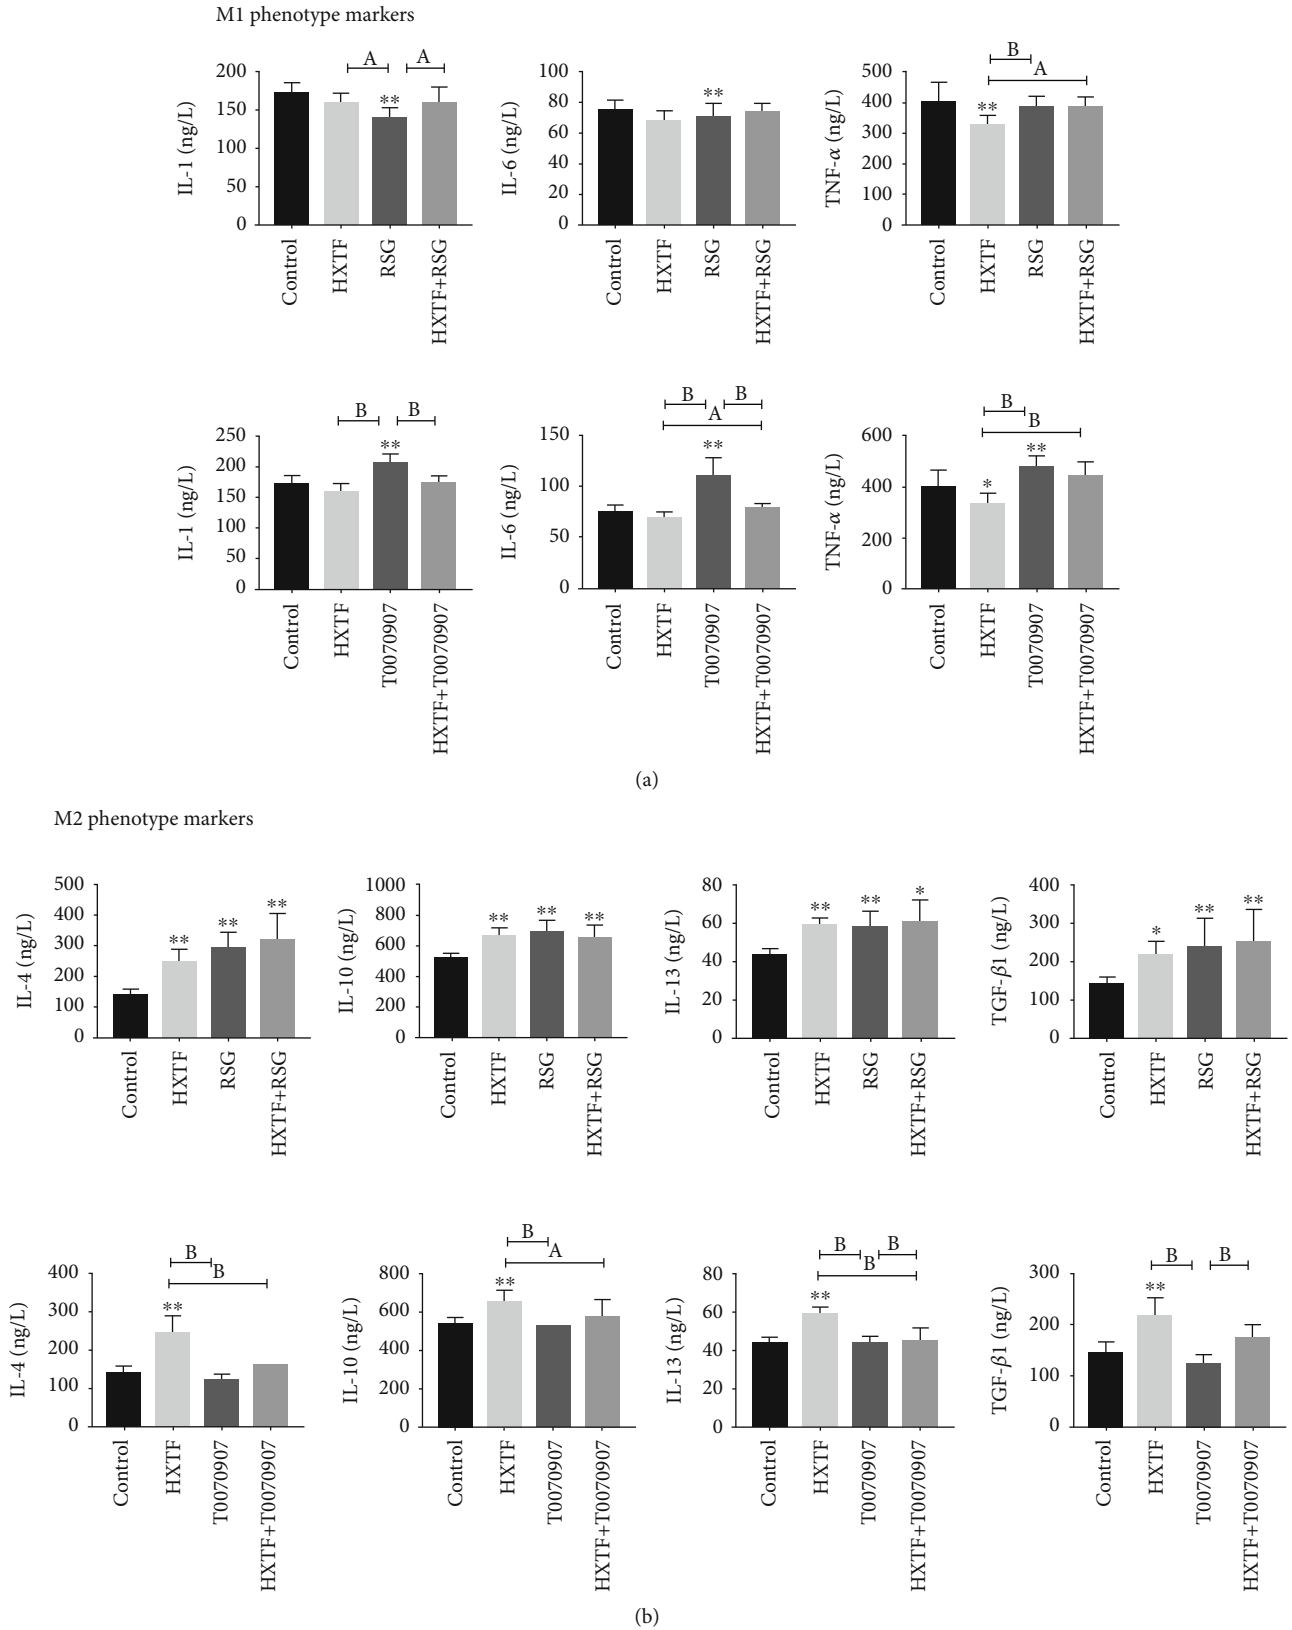 M1 phenotype markers
A A
200
150
100
50
0
IL-1 (ng/L)
**
Control
HXTF
RSG
HXTF+RSG
100
80
60
40
20
0
IL-6 (ng/L)
**
Control
HXTF
RSG
HXTF+RSG
B
A
500
400
300
200
100
0
TNF-α (ng/L)
**
Control
HXTF
RSG
HXTF+RSG
B B
250
200
150
100
50
0
IL-1 (ng/L)
**
Control
HXTF
T0070907
HXTF+T0070907
B B
A
150
100
50
0
IL-6 (ng/L)
**
Control
HXTF
T0070907
HXTF+T0070907
B
B
600
400
200
0
TNF-α (ng/L)
* **
Control
HXTF
T0070907
HXTF+T0070907
(a)
M2 phenotype markers
500
400
300
200
100
0
IL-4 (ng/L)
** ** **
Control
HXTF
RSG
HXTF+RSG
1000
800
600
400
200
0
IL-10 (ng/L)
** ** **
Control
HXTF
RSG
HXTF+RSG
80
60
40
20
0
IL-13 (ng/L)
** ** *
Control
HXTF
RSG
HXTF+RSG
400
300
200
100
0
TGF-β1 (ng/L)
* ** **
Control
HXTF
RSG
HXTF+RSG
B
B
400
300
200
100
0
IL-4 (ng/L)
**
Control
HXTF
T0070907
HXTF+T0070907
B
A
800
600
400
200
0
IL-10 (ng/L)
**
Control
HXTF
T0070907
HXTF+T0070907
B B
B
80
60
40
20
0
IL-13 (ng/L)
**
Control
HXTF
T0070907
HXTF+T0070907
B B
300
200
100
0
TGF-β1 (ng/L)
**
Control
HXTF
T0070907
HXTF+T0070907
(b)